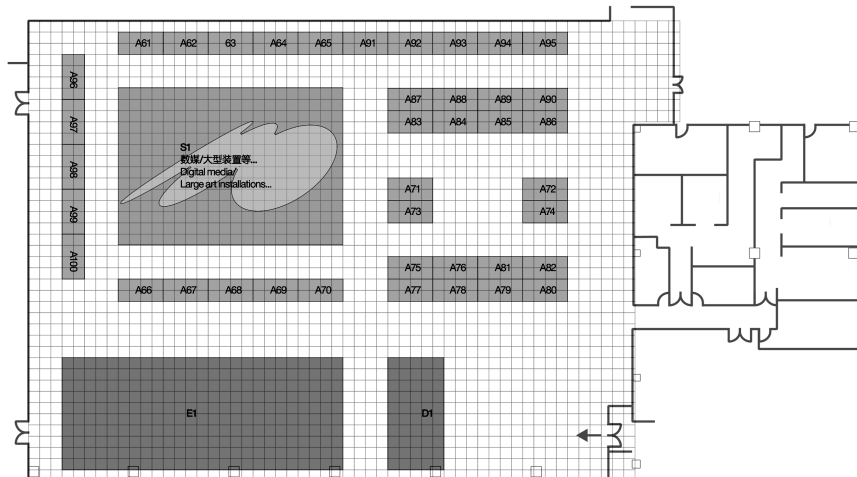 A61 A62 63 A64 A65 A91 A92 A93 A94 A95
A96
A97
A98
A99
A100
S1
数媒/大型装置等...
Digital media/
Large art installations...
A87 A88 A89 A90
A83 A84 A85 A86
A71 A72
A73 A74
A75 A76 A81 A82
A77 A78 A79 A80
A66 A67 A68 A69 A70
E1
D1